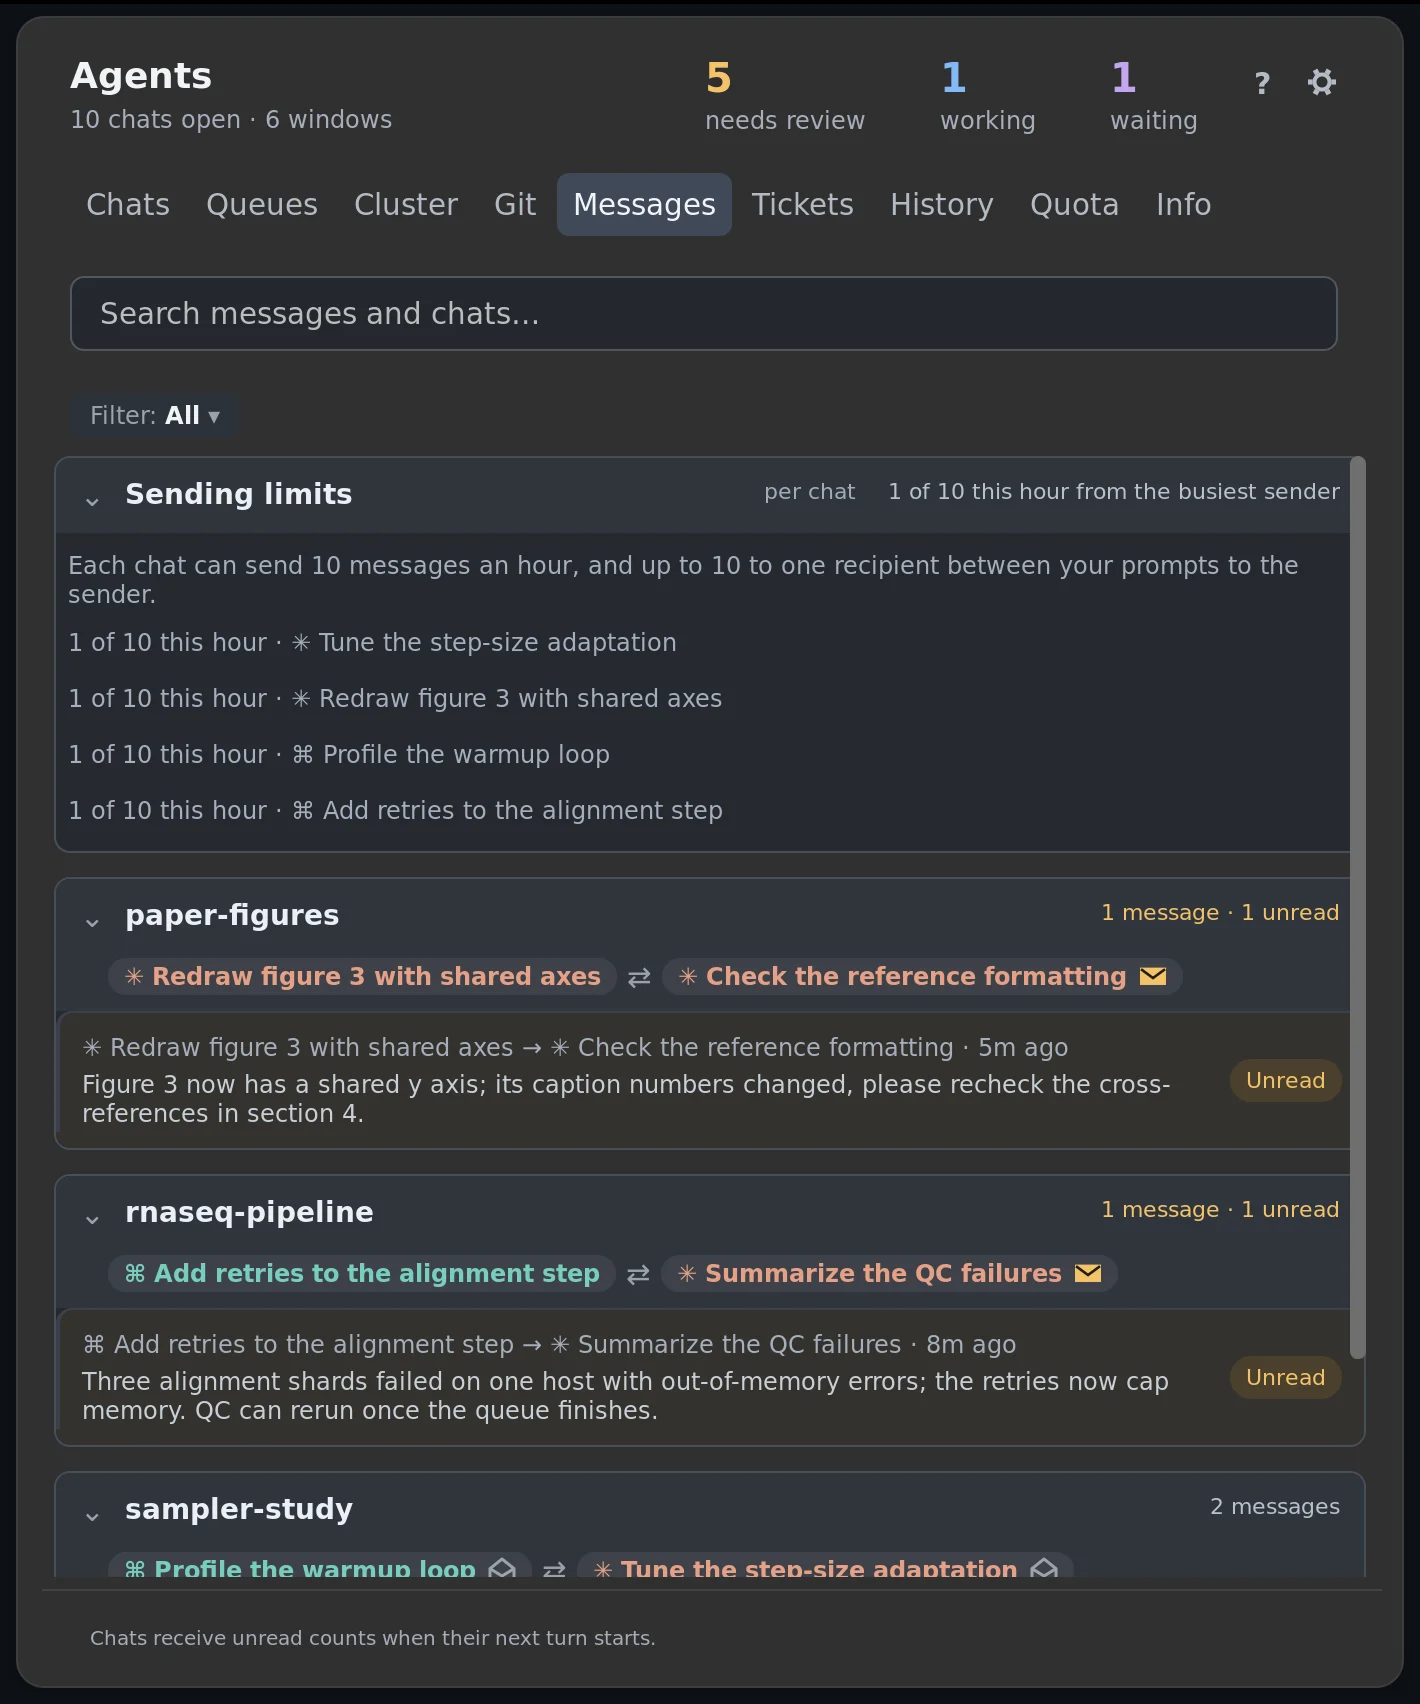 Agents
10 chats open · 6 windows
5
needs review
1
working
1
waiting
?
Chats Queues Cluster Git Messages Tickets History Quota Info
Search messages and chats...
Filter: All ▾
Sending limits
per chat 1 of 10 this hour from the busiest sender
Each chat can send 10 messages an hour, and up to 10 to one recipient between your prompts to the
sender.
1 of 10 this hour · ✳ Tune the step-size adaptation
1 of 10 this hour · ✳ Redraw figure 3 with shared axes
1 of 10 this hour · ⌘ Profile the warmup loop
1 of 10 this hour · ⌘ Add retries to the alignment step
paper-figures
1 message · 1 unread
✳ Redraw figure 3 with shared axes ⇄ ✳ Check the reference formatting
✳ Redraw figure 3 with shared axes → ✳ Check the reference formatting · 5m ago
Figure 3 now has a shared y axis; its caption numbers changed, please recheck the cross-
references in section 4.
Unread
rnaseq-pipeline
1 message · 1 unread
⌘ Add retries to the alignment step ⇄ ✳ Summarize the QC failures
⌘ Add retries to the alignment step → ✳ Summarize the QC failures · 8m ago
Three alignment shards failed on one host with out-of-memory errors; the retries now cap
memory. QC can rerun once the queue finishes.
Unread
sampler-study
2 messages
⌘ Profile the warmup loop ⇄ ✳ Tune the step-size adaptation
Chats receive unread counts when their next turn starts.